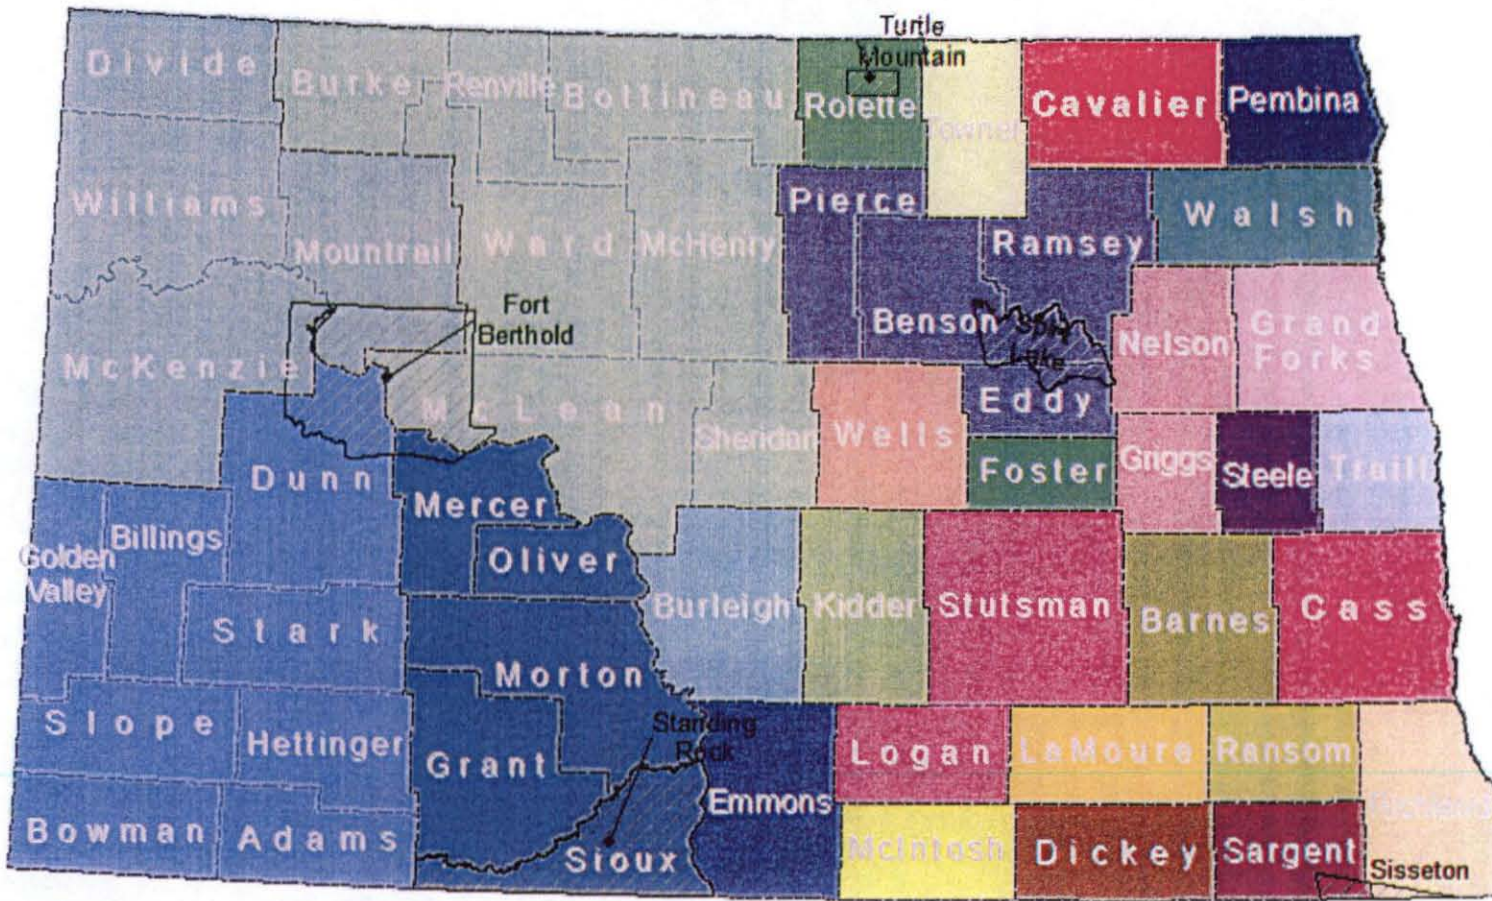 Turtle
Mountain
Divide
Burke
Renville
Bottineau
Rolette
Towner
Cavalier
Pembina
Williams
Mountrail
Ward
McHenry
Pierce
Ramsey
Walsh
Fort
Berthold
Benson
Spirit
Lake
Nelson
Grand
Forks
McKenzie
McLean
Sheridan
Wells
Eddy
Dunn
Mercer
Foster
Griggs
Steele
Traill
Golden
Valley
Billings
Oliver
Stark
Burleigh
Kidder
Stutsman
Barnes
Cass
Morton
Slope
Hettinger
Grant
Standing
Rock
Emmons
Logan
LaMoure
Ransom
Richland
Bowman
Adams
Sioux
McIntosh
Dickey
Sargent
Sisseton